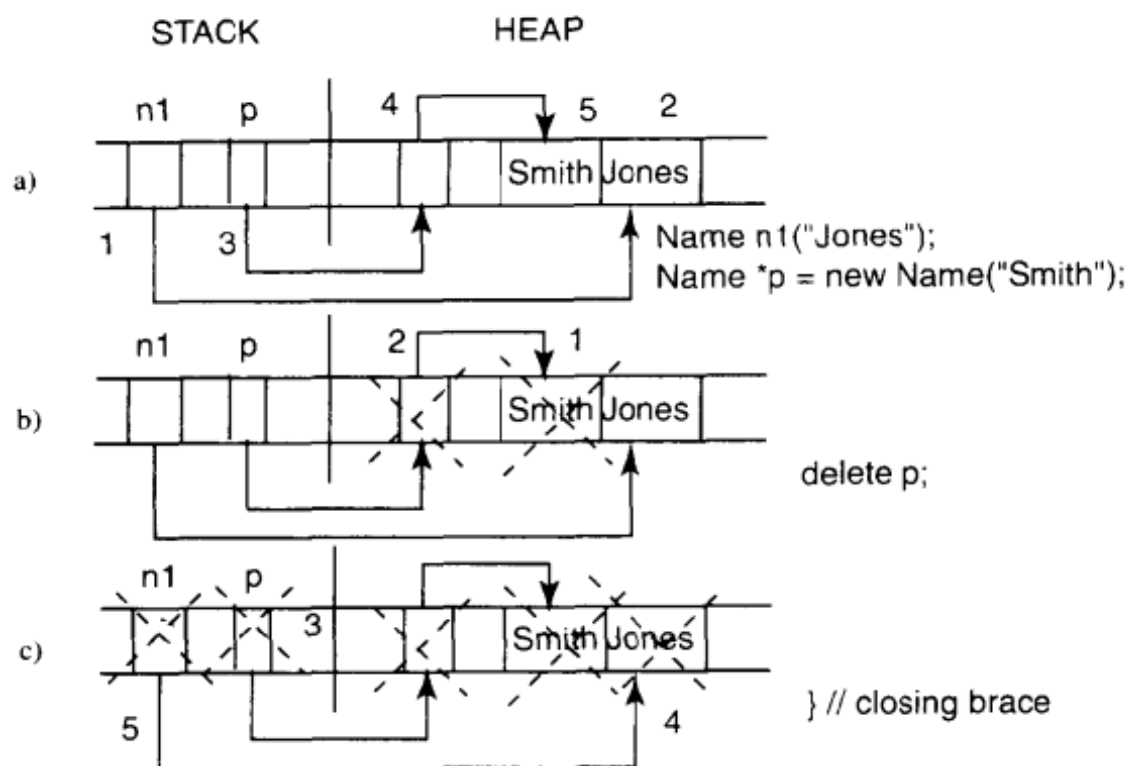 STACK HEAP
n1 p 4 5 2
a) Smith Jones
1 3 Name n1("Jones");
Name *p = new Name("Smith");
n1 p 2 1
b) Smith Jones
delete p;
n1 p
3
c) Smith Jones
5 4 } // closing brace